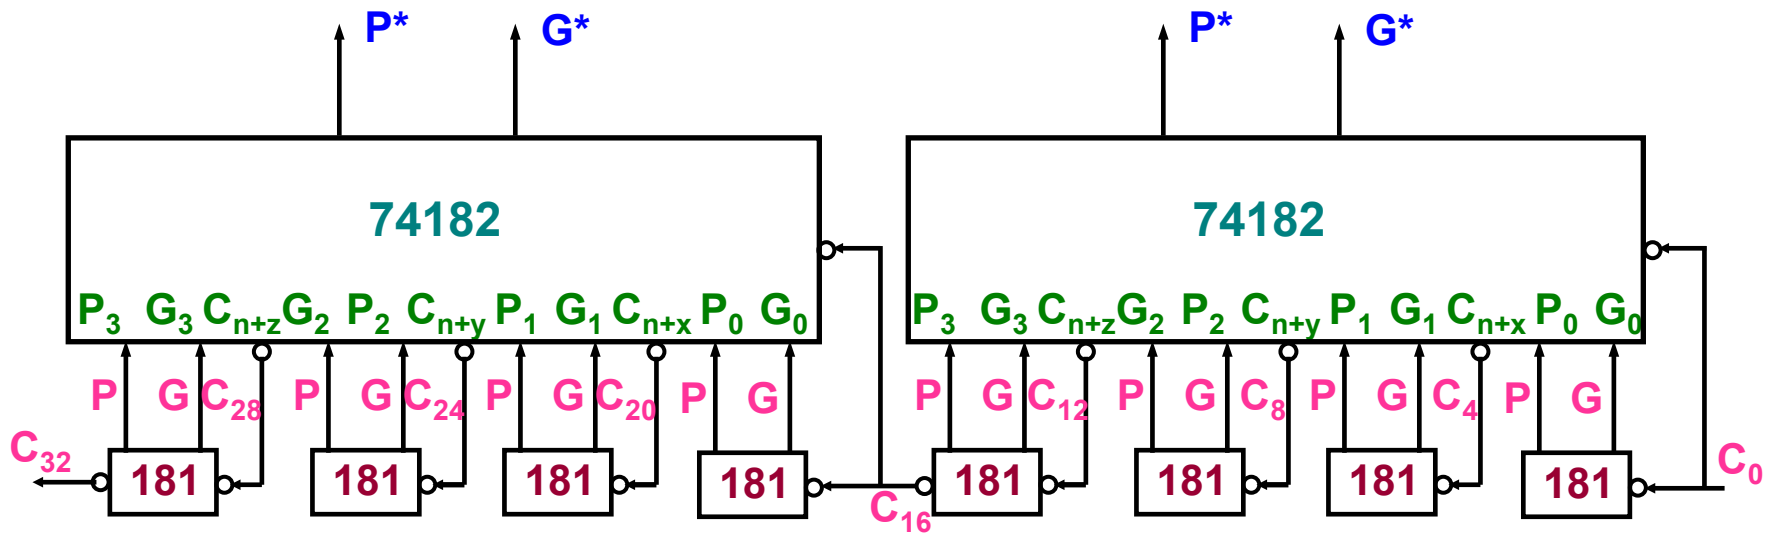 P* G* P* G*
74182 74182
P₃ G₃ Cₙ₊z G₂ P₂ Cₙ₊y P₁ G₁ Cₙ₊ₓ P₀ G₀ P₃ G₃ Cₙ₊z G₂ P₂ Cₙ₊y P₁ G₁ Cₙ₊ₓ P₀ G₀
P G C₂₈ P G C₂₄ P G C₂₀ P G P G C₁₂ P G C₈ P G C₄ P G
C₃₂ 181 181 181 181 181 181 181 181 C₀
C₁₆